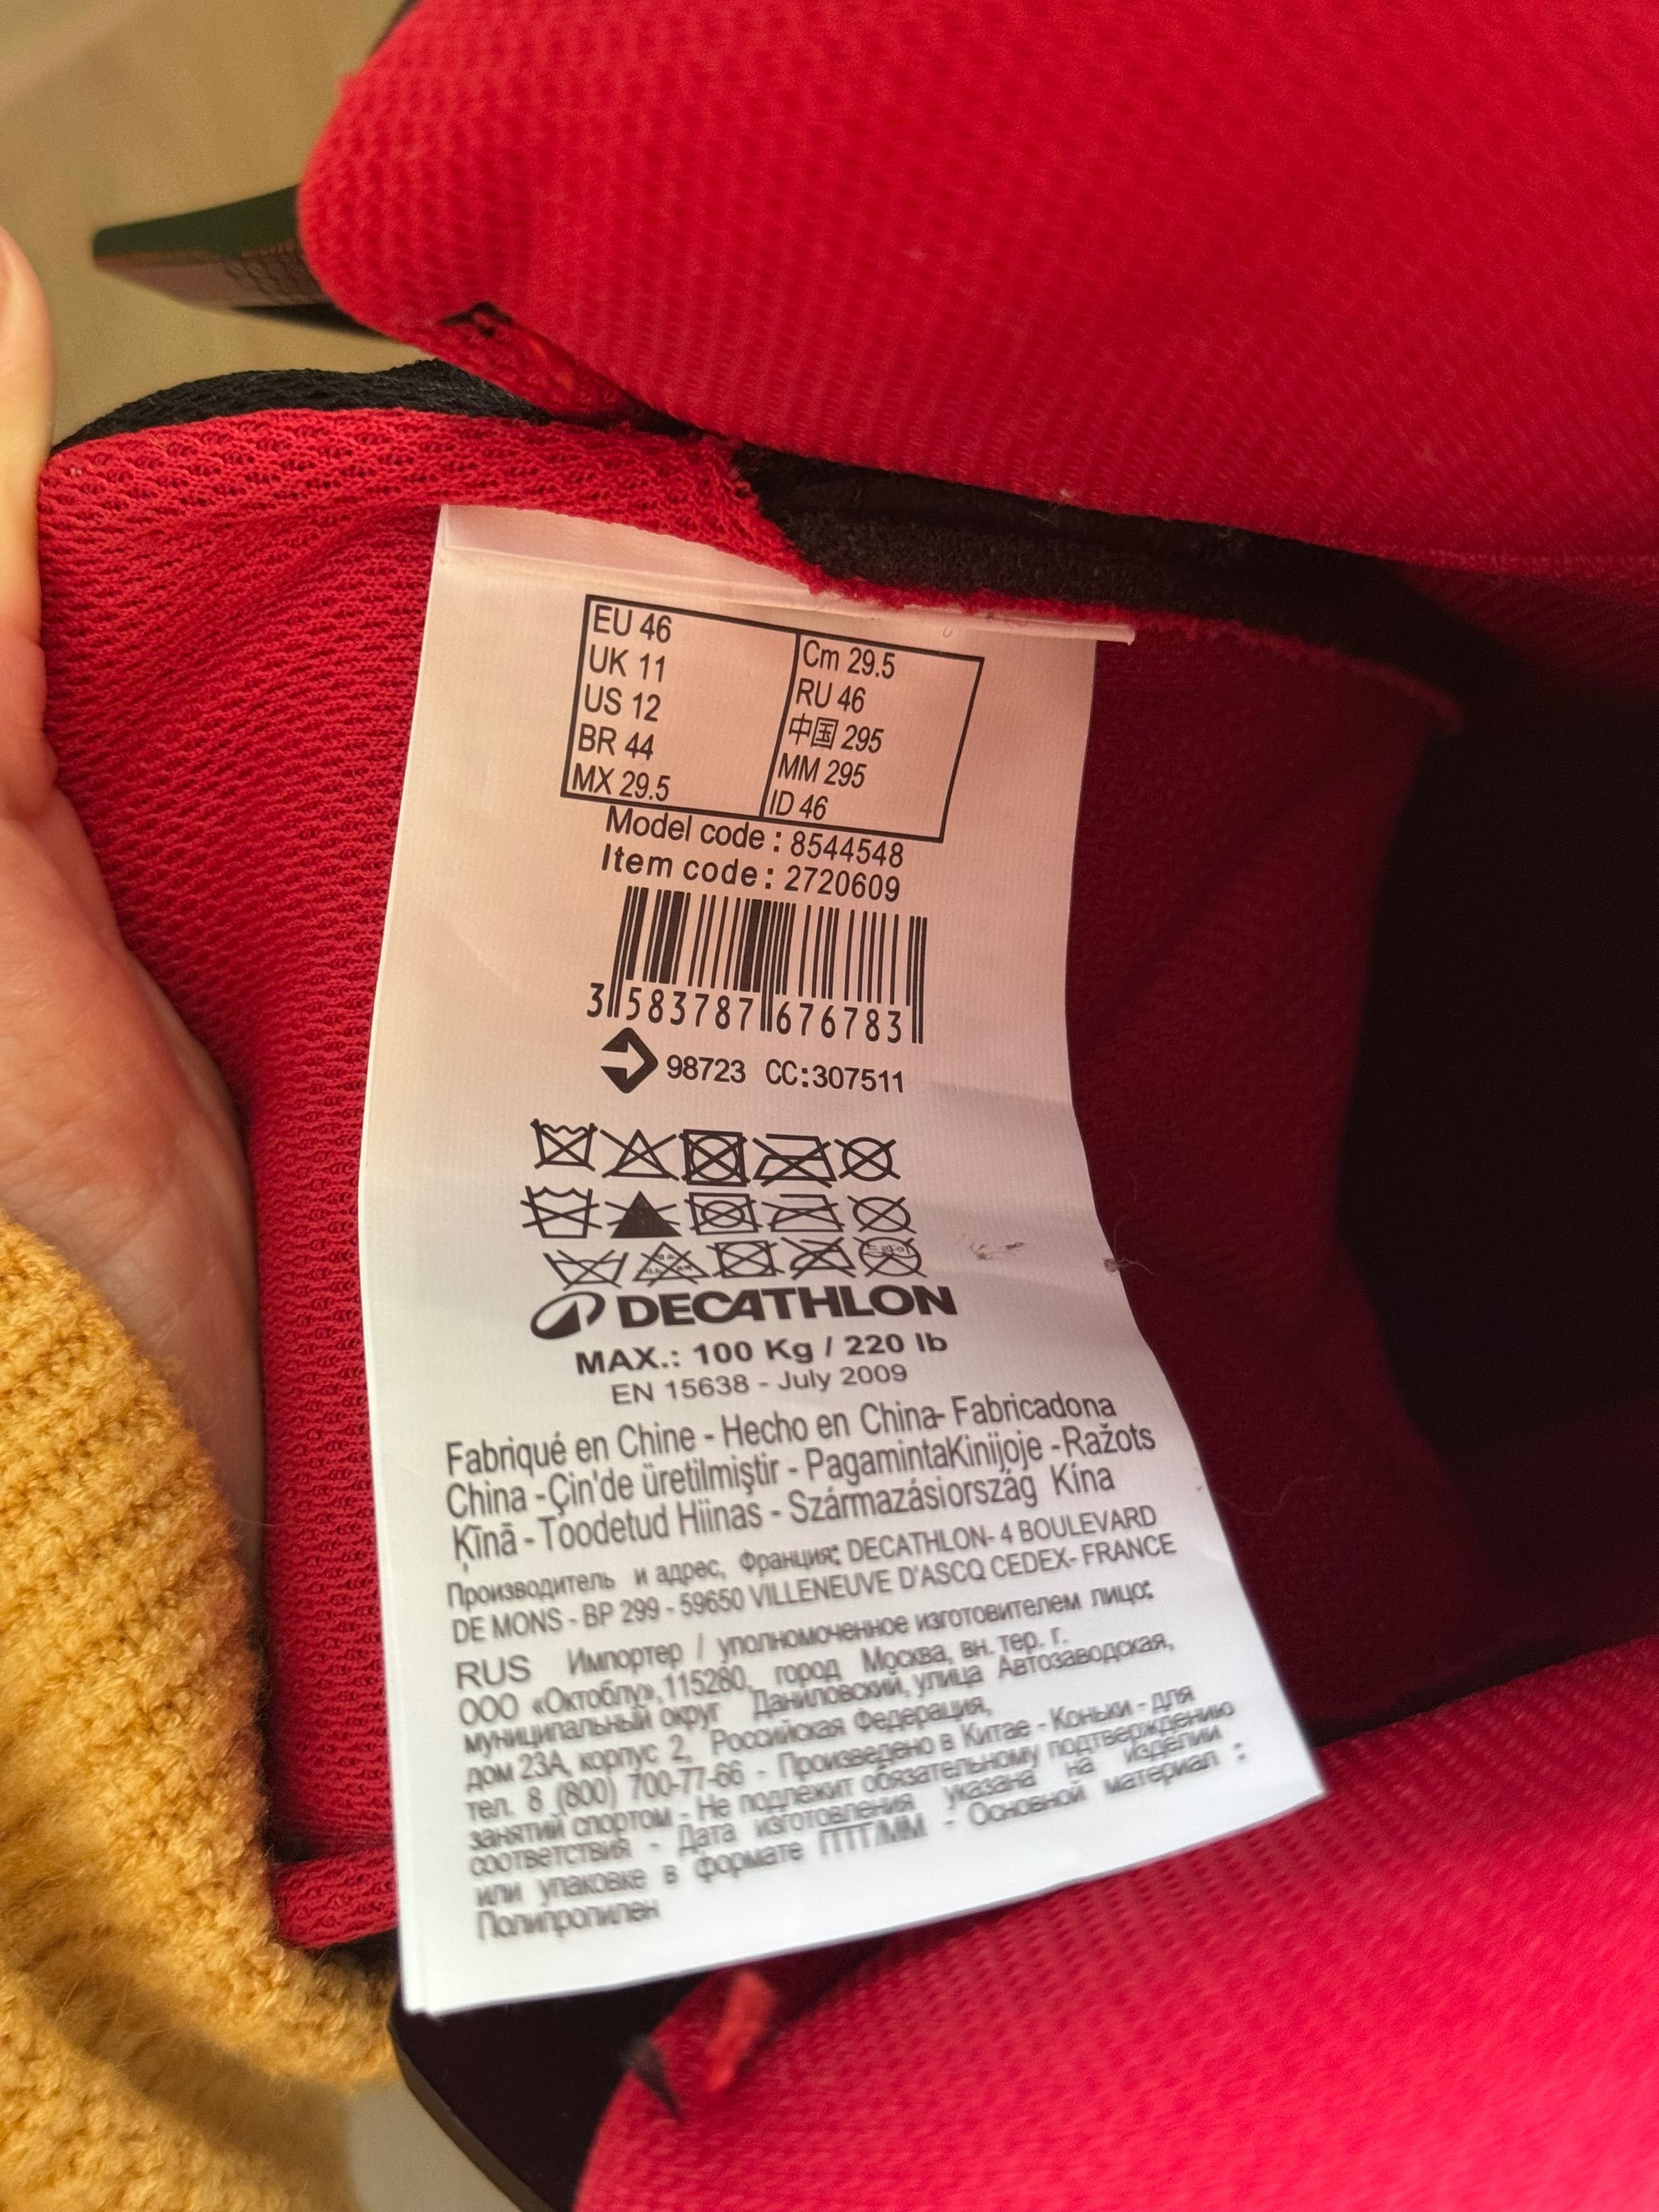 EU 46
UK 11
US 12
BR 44
MX 29.5
Cm 29.5
RU 46
中国 295
MM 295
ID 46
Model code : 8544548
Item code : 2720609
3 583787 676783
98723 CC:307511
DECATHLON
MAX.: 100 Kg / 220 lb
EN 15638 - July 2009
Fabriqué en Chine - Hecho en China- Fabricadona
China -Çin'de üretilmiştir - PagamintaKinijoje -Ražots
Ķīnā - Toodetud Hiinas - Származásiország Kína
Производитель и адрес, Франция: DECATHLON- 4 BOULEVARD
DE MONS - BP 299 - 59650 VILLENEUVE D'ASCQ CEDEX- FRANCE
RUS Импортер / уполномоченное изготовителем лицо:
ООО «Октоблу», 115280, город Москва, вн. тер. г.
муниципальный округ Даниловский, улица Автозаводская,
дом 23А, корпус 2, Российская Федерация,
тел. 8 (800) 700-77-66 - Произведено в Китае - Коньки - для
занятий спортом - Не подлежит обязательному подтверждению
соответствия - Дата изготовления указана на изделии
или упаковке в формате ГГГГ/ММ - Основной материал :
Полипропилен